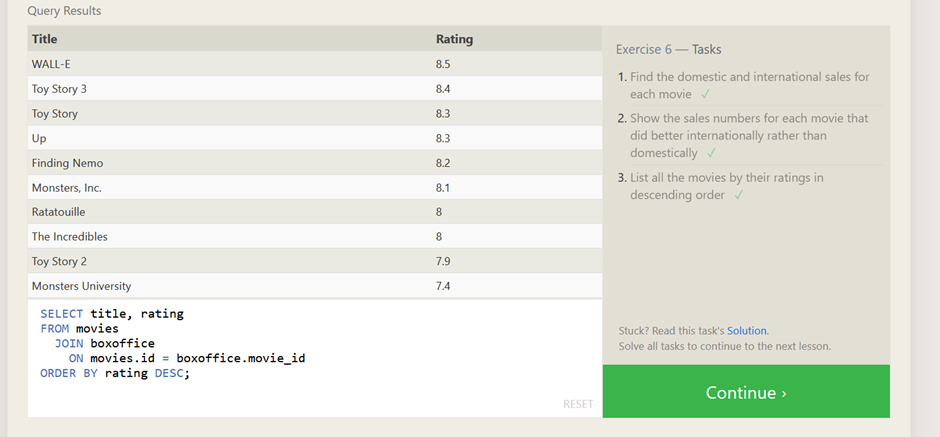 Query Results
Title Rating
WALL-E 8.5
Toy Story 3 8.4
Toy Story 8.3
Up 8.3
Finding Nemo 8.2
Monsters, Inc. 8.1
Ratatouille 8
The Incredibles 8
Toy Story 2 7.9
Monsters University 7.4
SELECT title, rating
FROM movies
JOIN boxoffice
ON movies.id = boxoffice.movie_id
ORDER BY rating DESC;
RESET
Exercise 6 — Tasks
1. Find the domestic and international sales for
each movie ✓
2. Show the sales numbers for each movie that
did better internationally rather than
domestically ✓
3. List all the movies by their ratings in
descending order ✓
Stuck? Read this task's Solution.
Solve all tasks to continue to the next lesson.
Continue ›